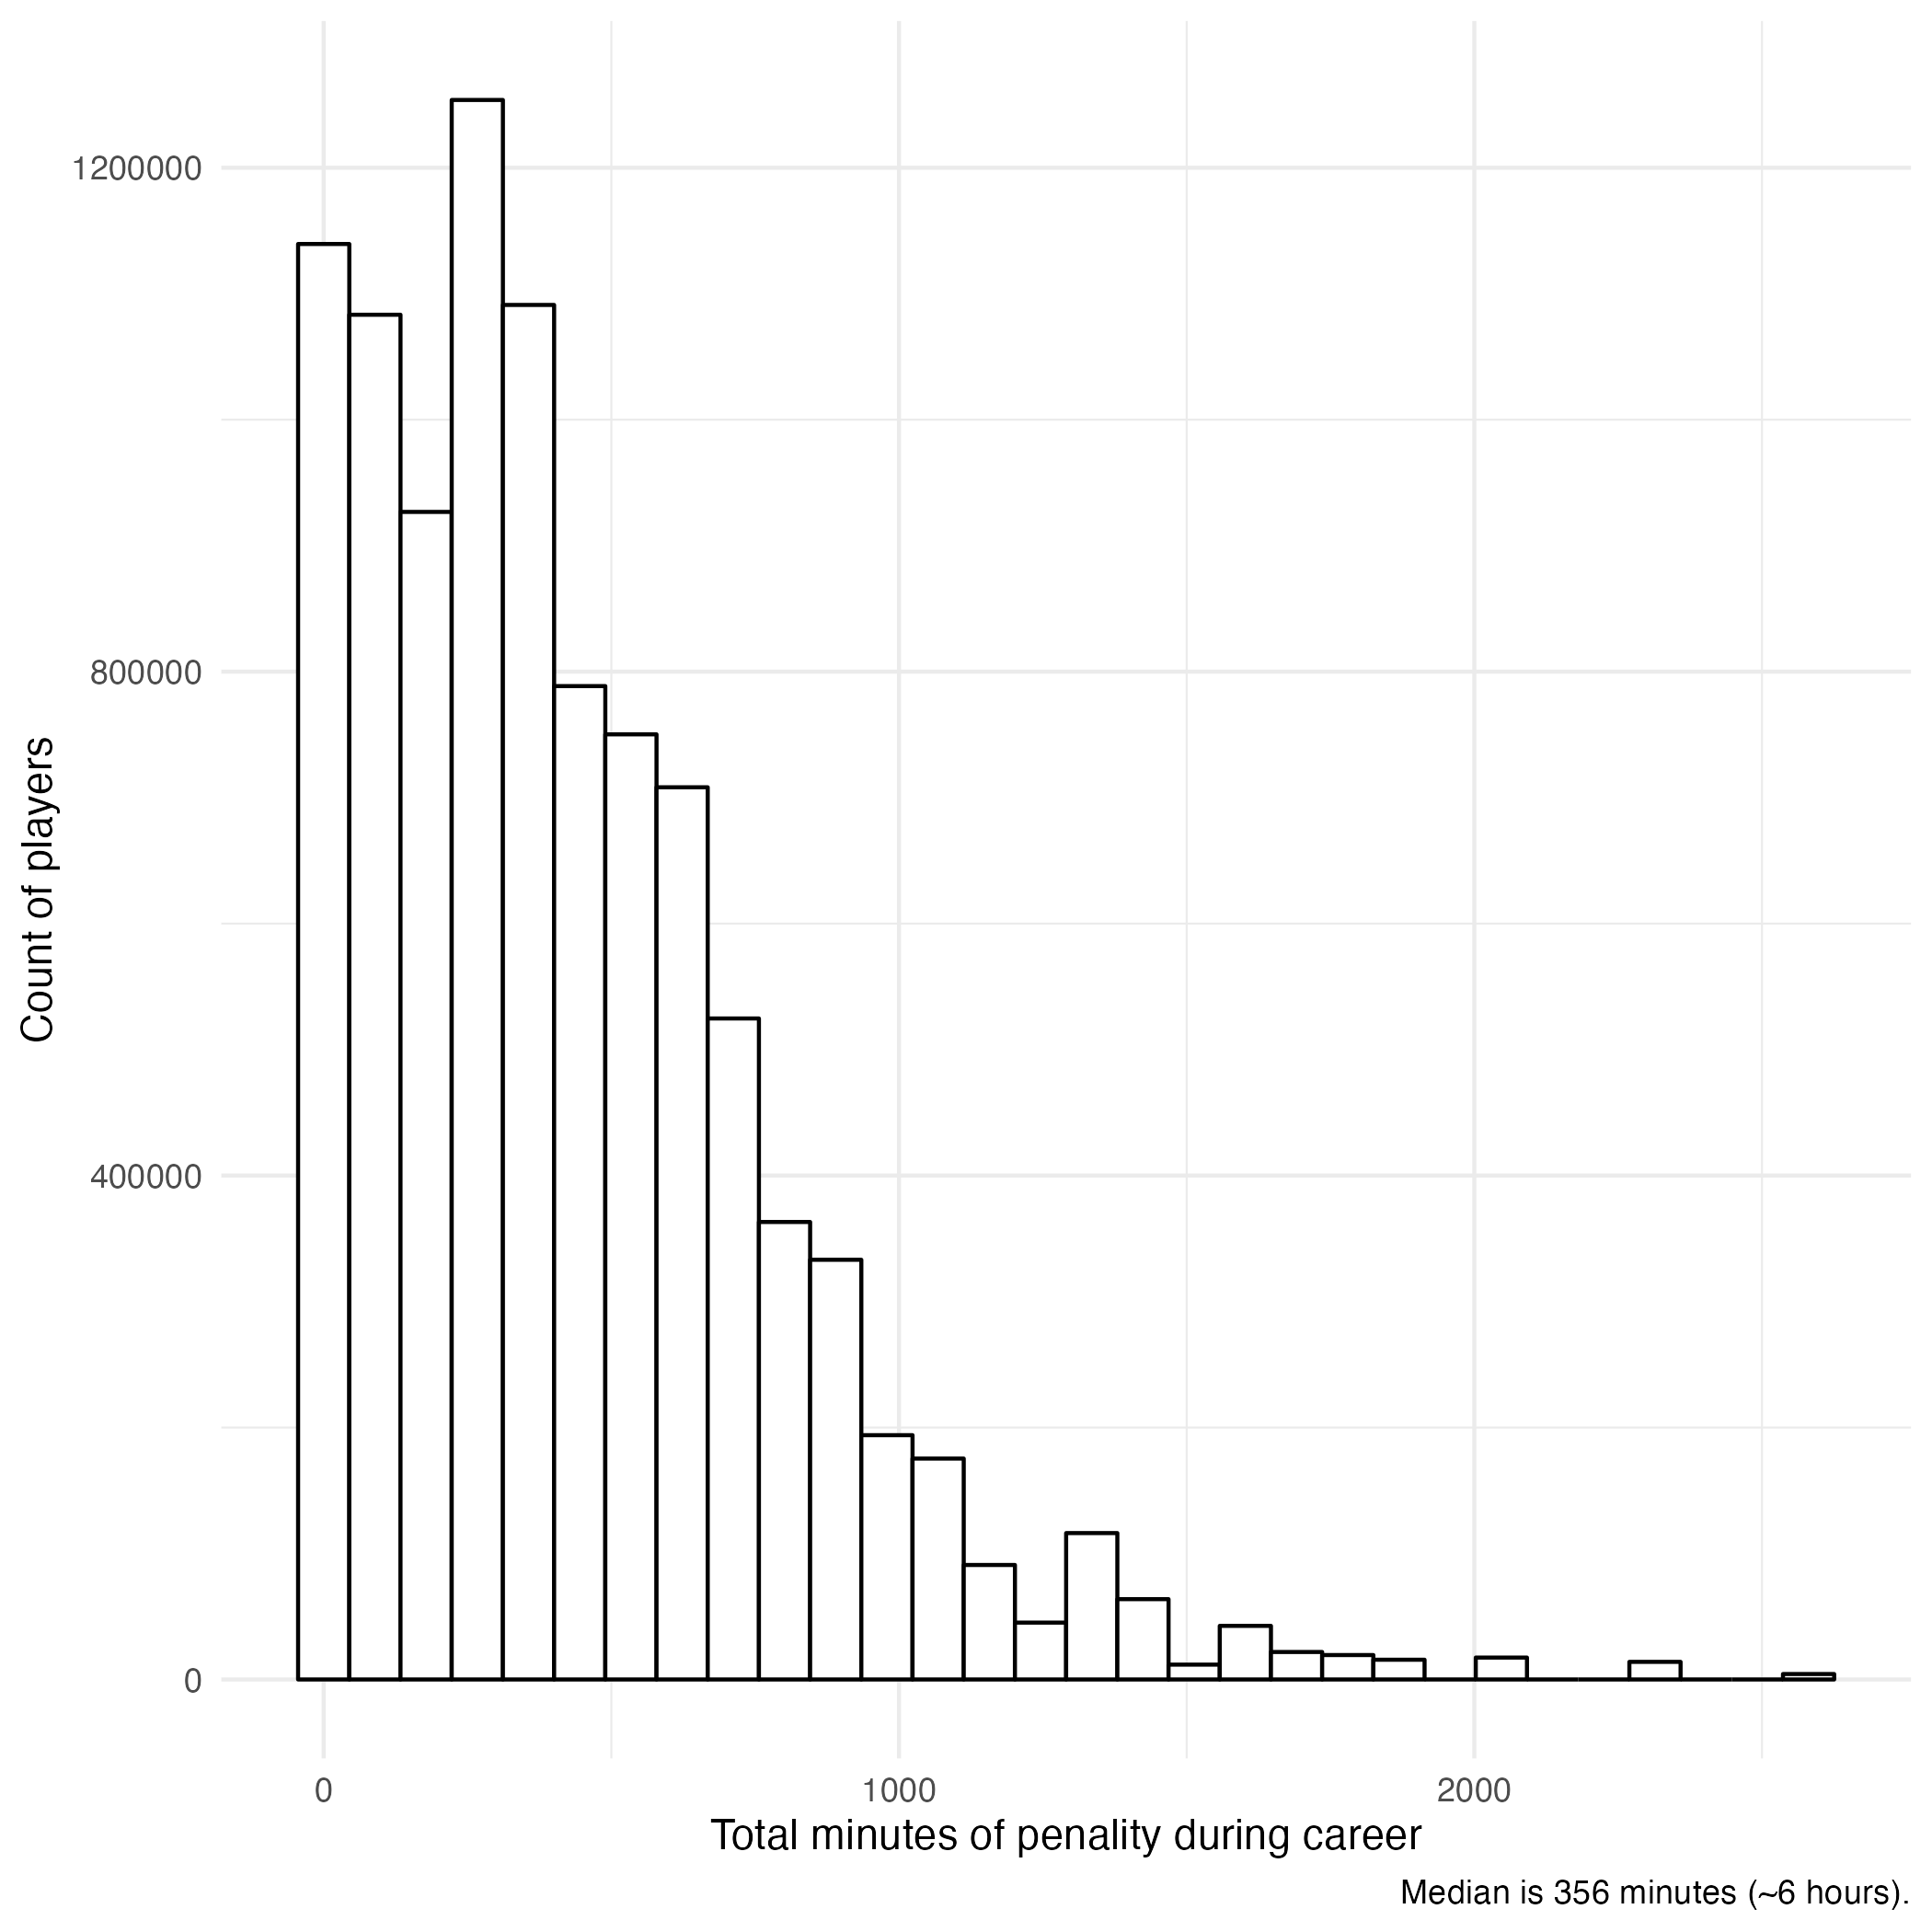 1200000
800000
400000
0
Count of players
0 1000 2000
Total minutes of penality during career
Median is 356 minutes (~6 hours).